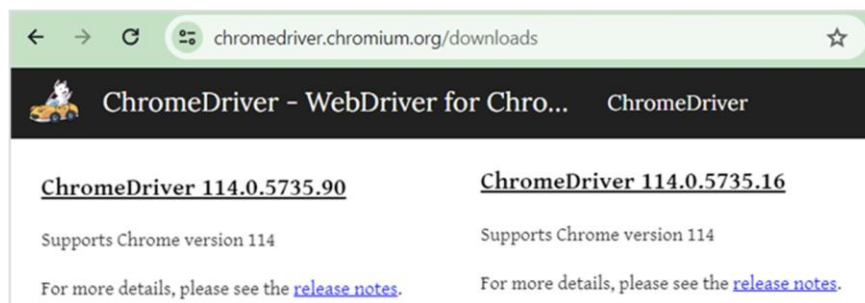 chromedriver.chromium.org/downloads
ChromeDriver - WebDriver for Chro... ChromeDriver
ChromeDriver 114.0.5735.90
Supports Chrome version 114
For more details, please see the release notes.
ChromeDriver 114.0.5735.16
Supports Chrome version 114
For more details, please see the release notes.